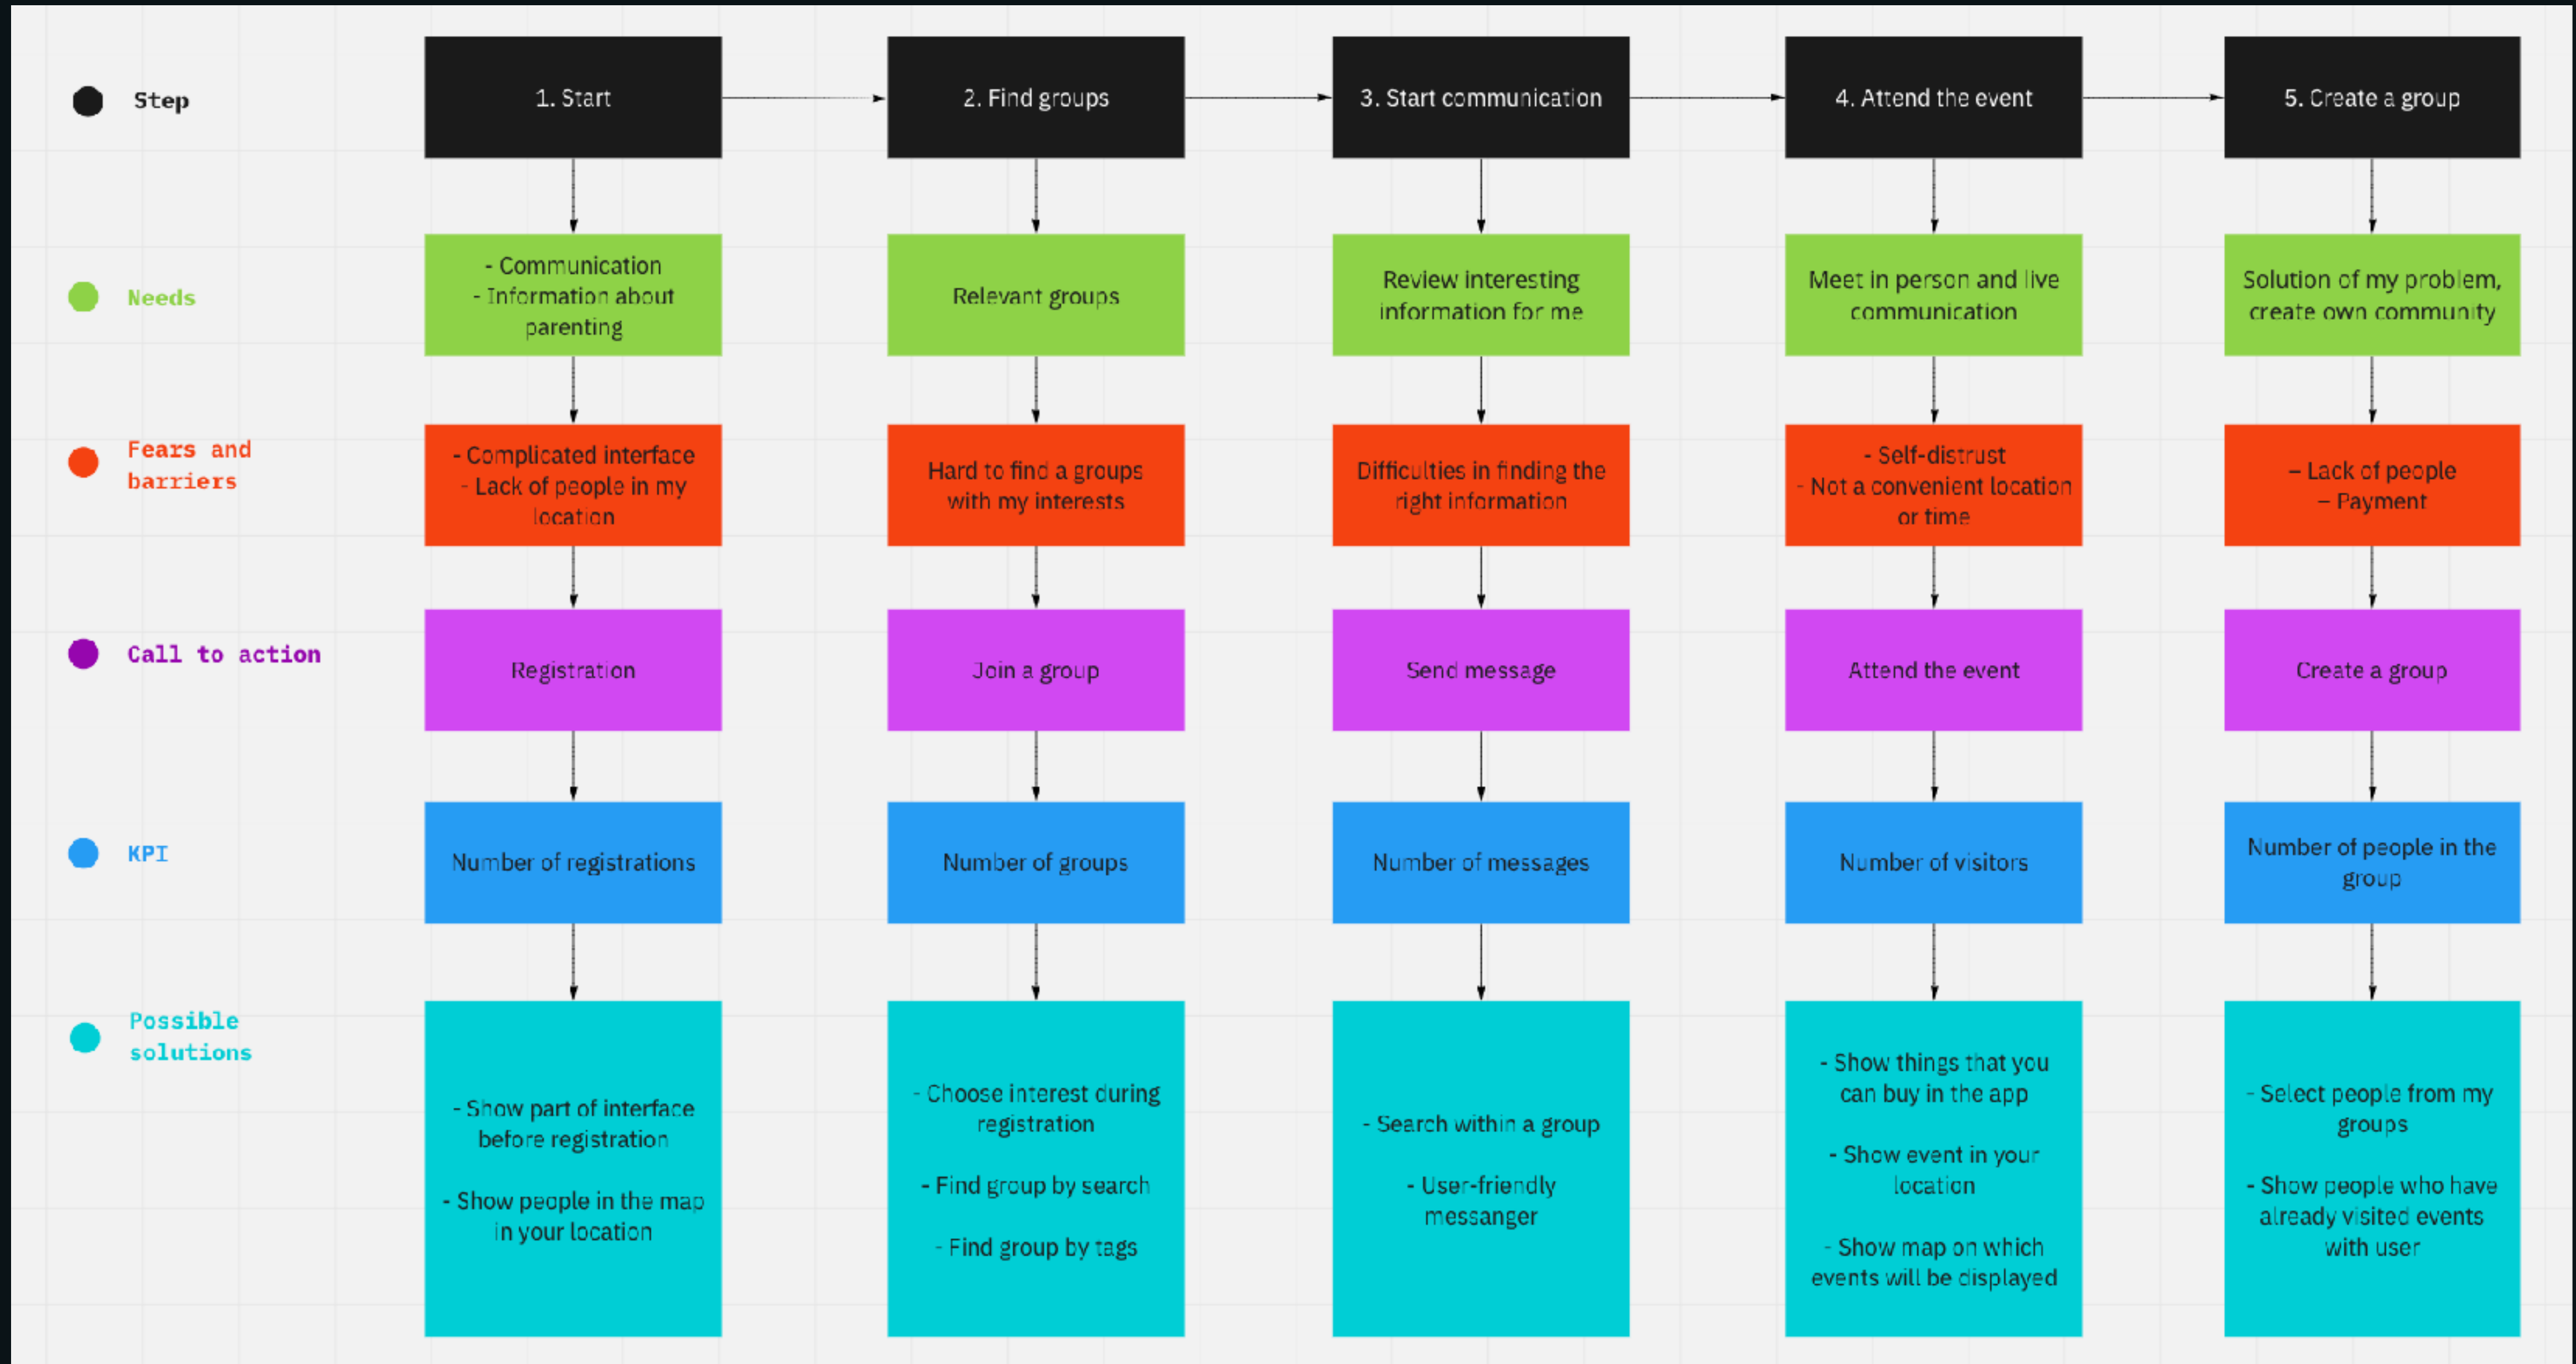 Step
1. Start
2. Find groups
3. Start communication
4. Attend the event
5. Create a group
Needs
- Communication
- Information about
parenting
Relevant groups
Review interesting
information for me
Meet in person and live
communication
Solution of my problem,
create own community
Fears and
barriers
- Complicated interface
- Lack of people in my
location
Hard to find a groups
with my interests
Difficulties in finding the
right information
- Self-distrust
- Not a convenient location
or time
– Lack of people
– Payment
Call to action
Registration
Join a group
Send message
Attend the event
Create a group
KPI
Number of registrations
Number of groups
Number of messages
Number of visitors
Number of people in the
group
Possible
solutions
- Show part of interface
before registration
- Show people in the map
in your location
- Choose interest during
registration
- Find group by search
- Find group by tags
- Search within a group
- User-friendly
messanger
- Show things that you
can buy in the app
- Show event in your
location
- Show map on which
events will be displayed
- Select people from my
groups
- Show people who have
already visited events
with user